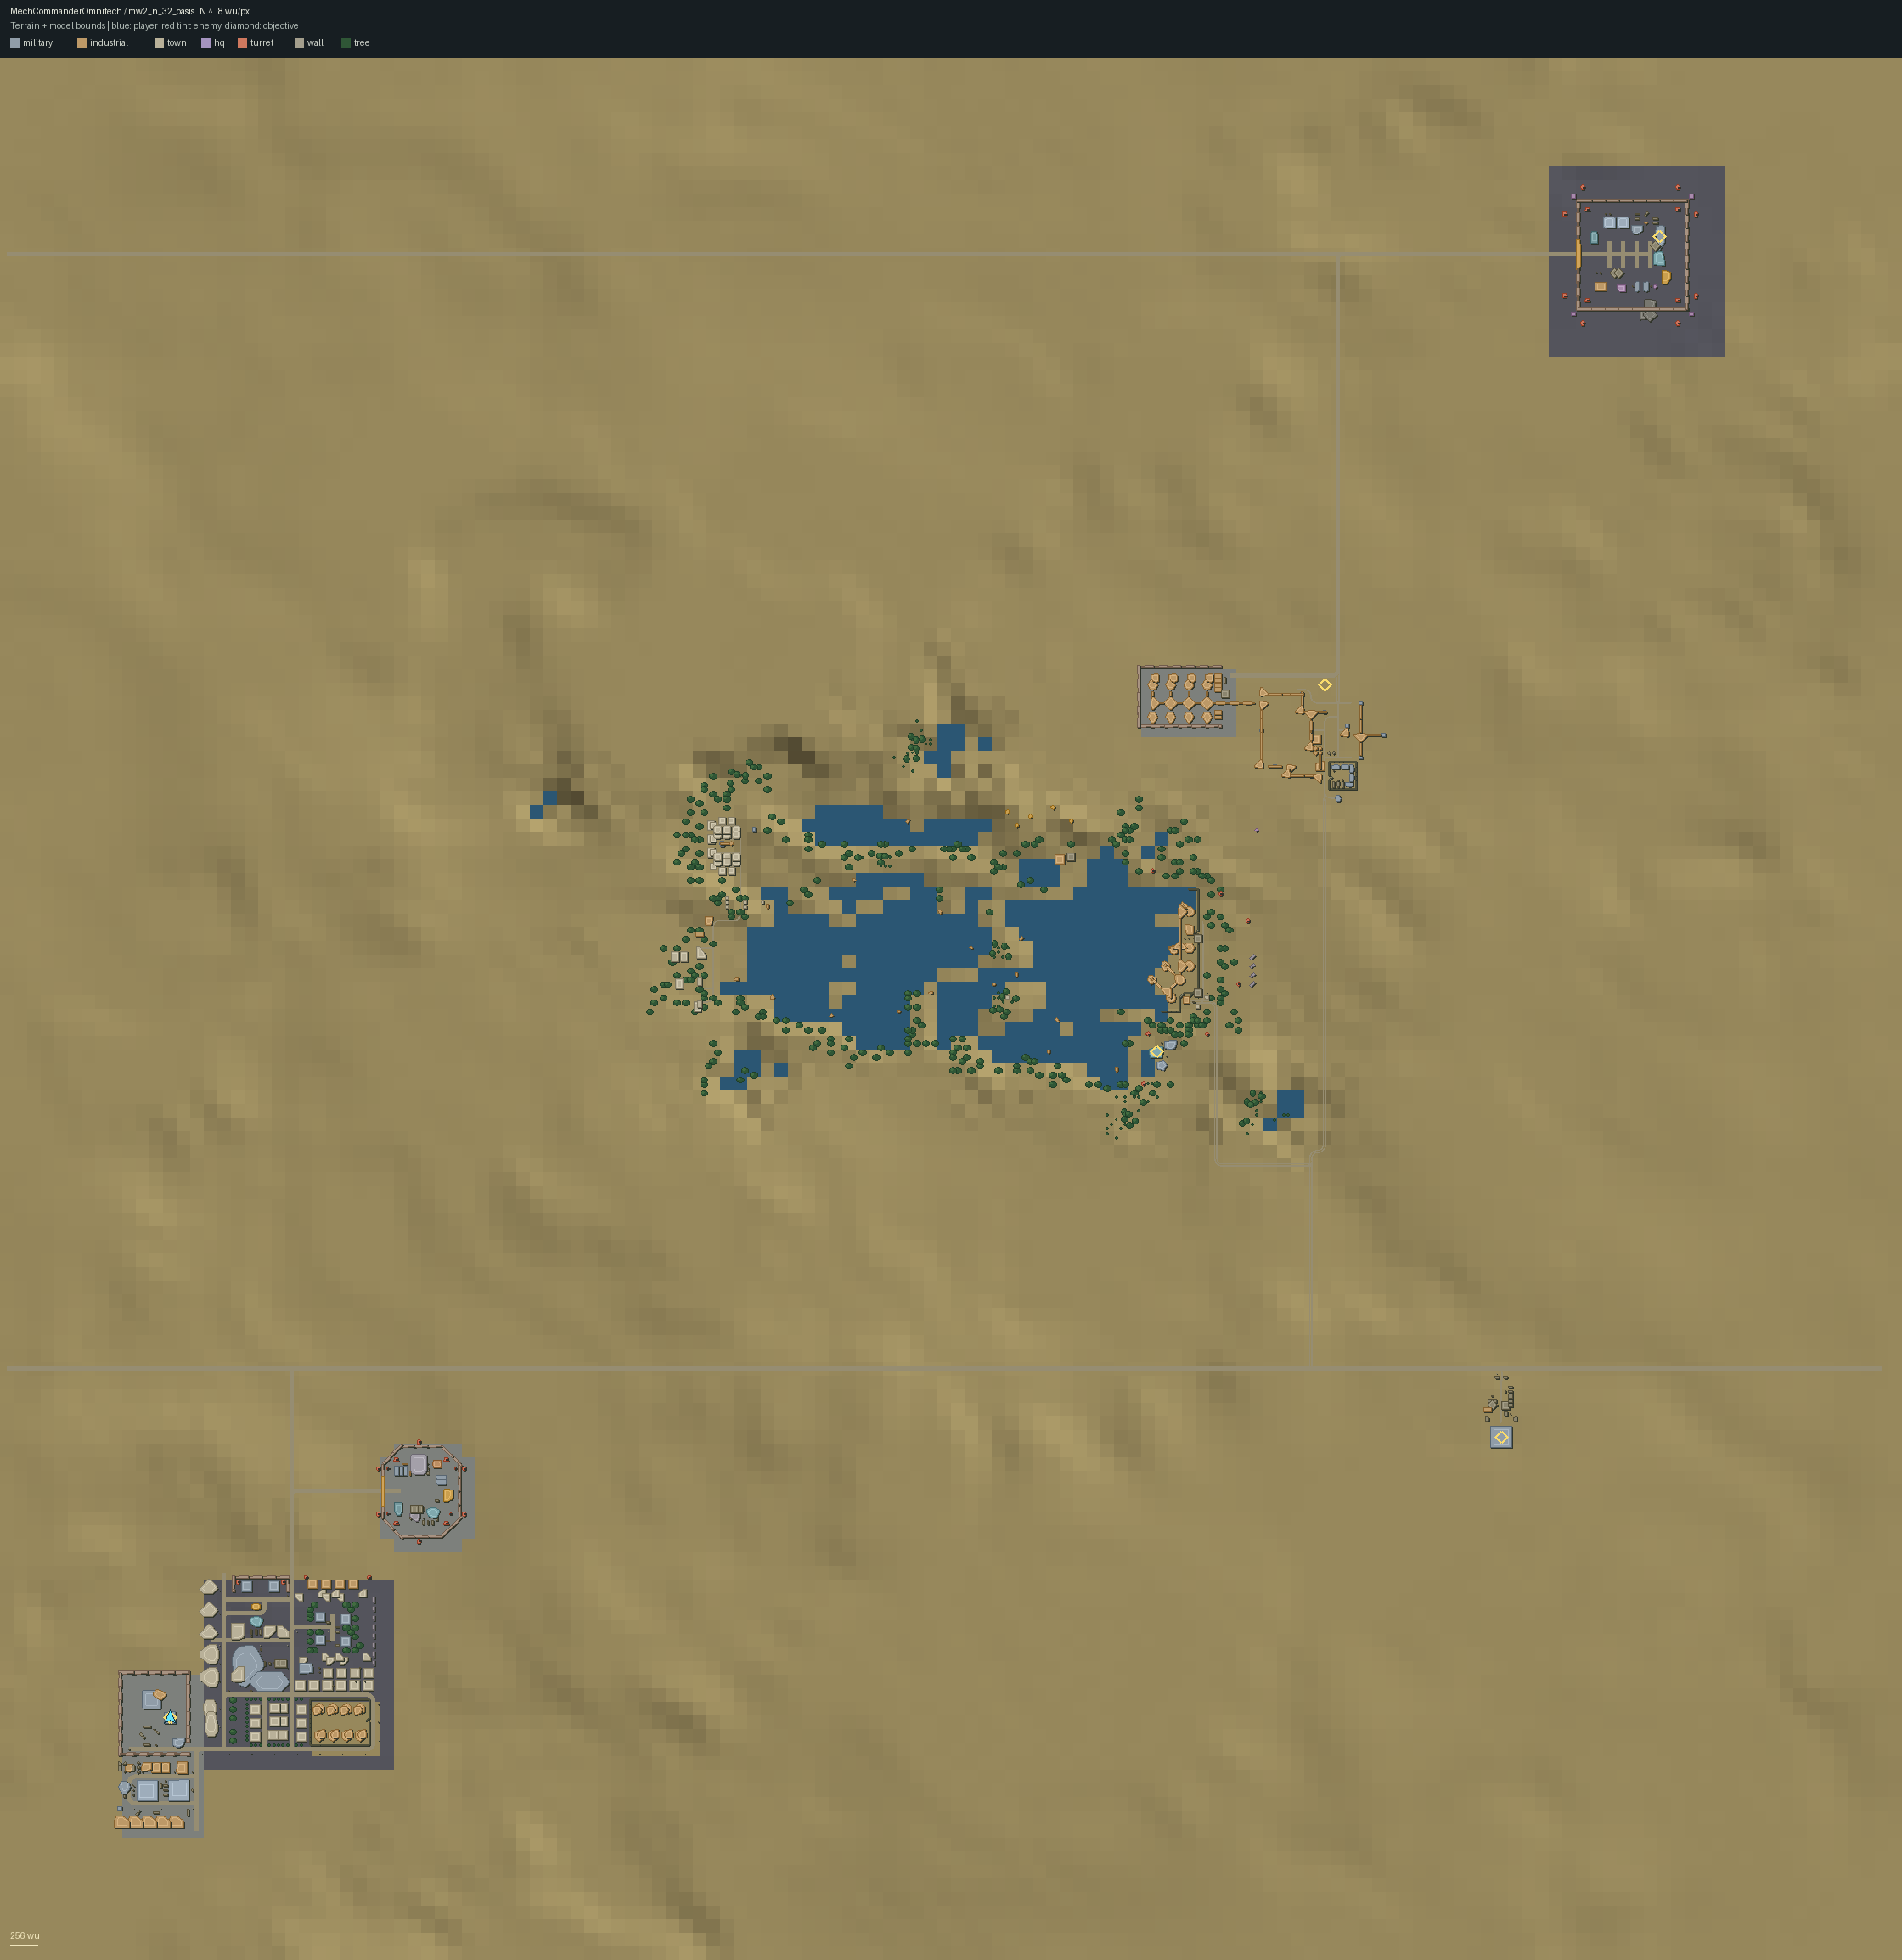 MechCommanderOmnitech / mw2_n_32_oasis N ^ 8 wu/px
Terrain + model bounds | blue: player red tint: enemy diamond: objective
military industrial town hq turret wall tree
256 wu